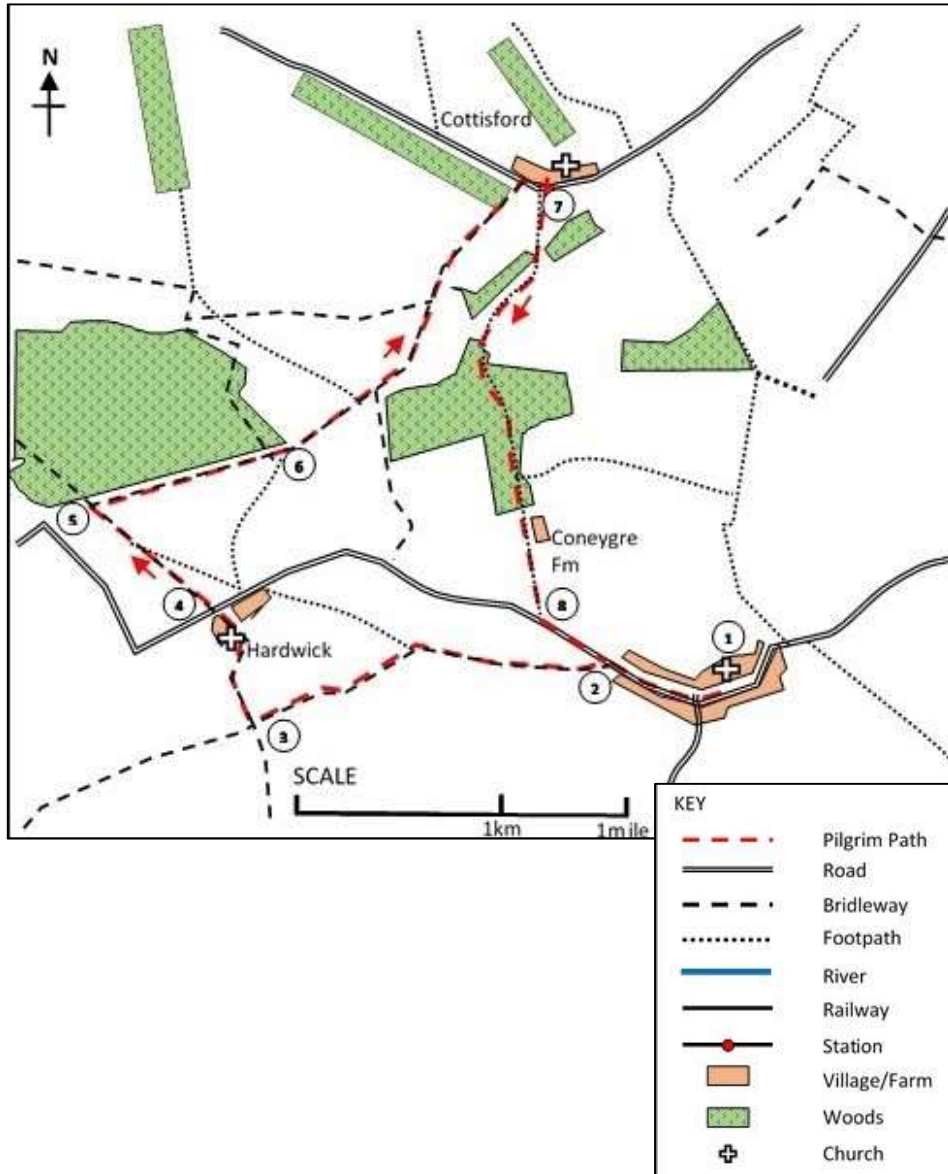 N
Cottisford
7
6
5
Coneygre
Fm
8
4
1
Hardwick
2
3
SCALE
1km
1mile
KEY
Pilgrim Path
Road
Bridleway
Footpath
River
Railway
Station
Village/Farm
Woods
Church